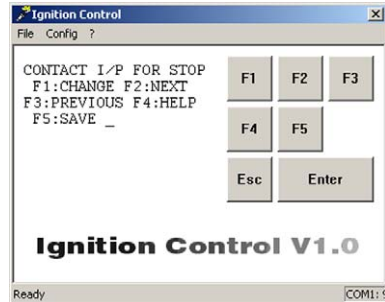 Ignition Control
File Config ?
CONTACT I/P FOR STOP
F1:CHANGE F2:NEXT
F3:PREVIOUS F4:HELP
F5:SAVE _
F1 F2 F3
F4 F5
Esc Enter
Ignition Control V1.0
Ready COM1: